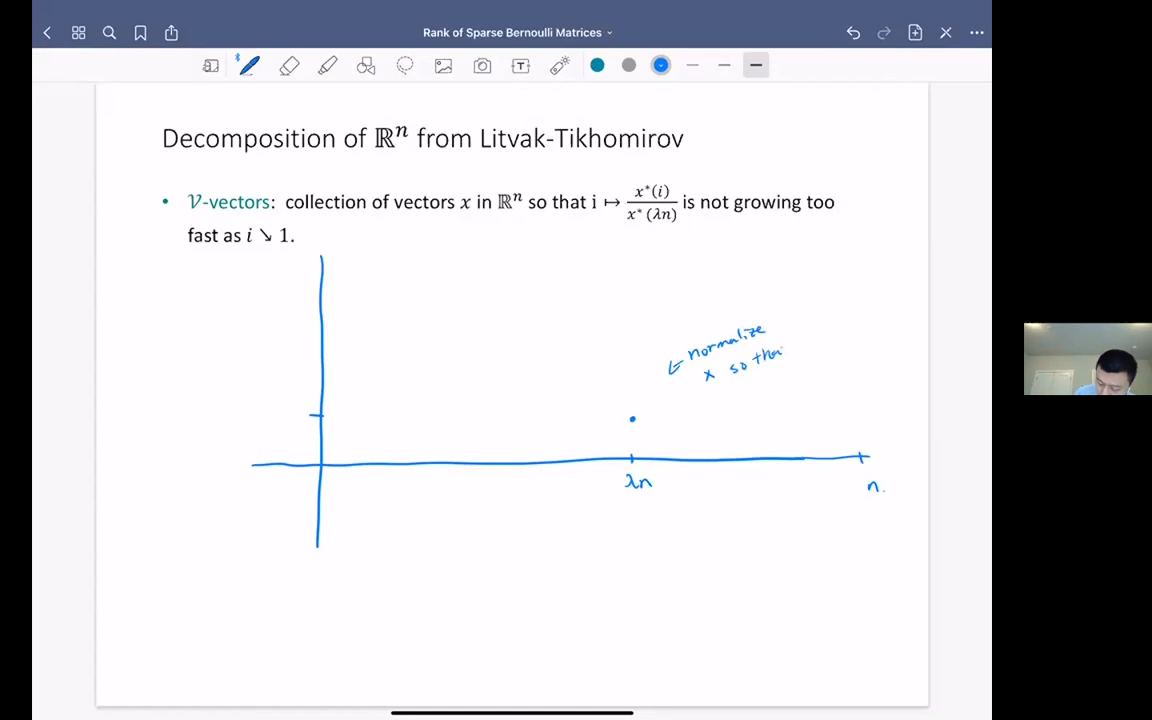 Rank of Sparse Bernoulli Matrices
Decomposition of ℝⁿ from Litvak-Tikhomirov
• 𝒱-vectors: collection of vectors x in ℝⁿ so that i ↦ x*(i)/x*(λn) is not growing too
fast as i ↘ 1.
normalize
x so tha
λn
n.